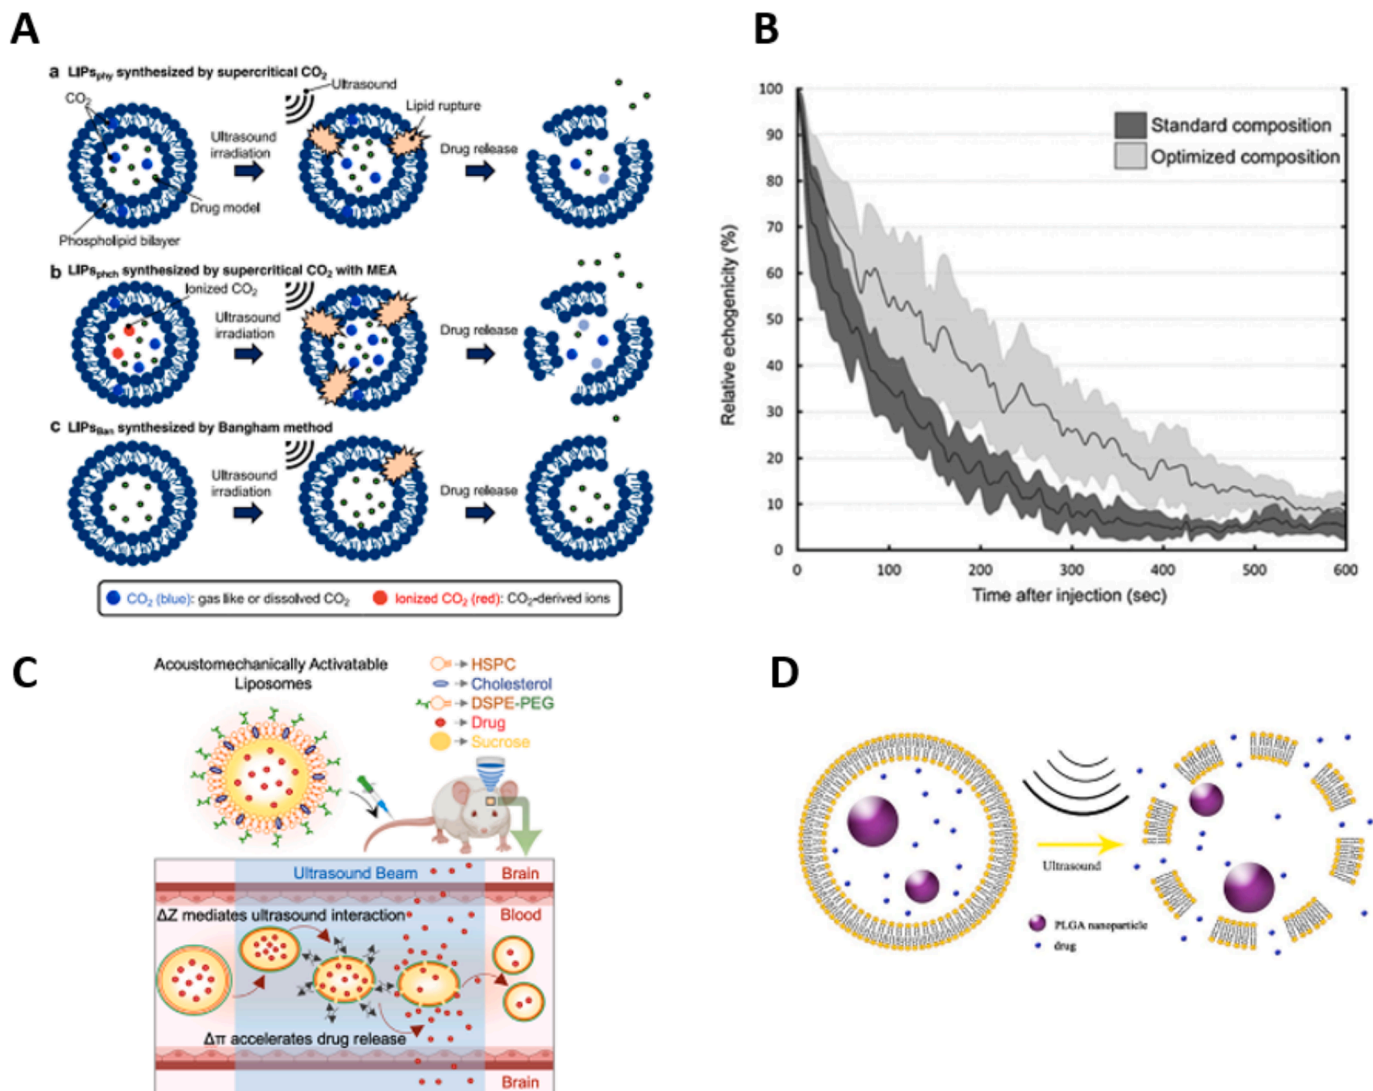 A
a LIPsphy synthesized by supercritical CO2
CO2
Ultrasound
Lipid rupture
Ultrasound
irradiation
Drug release
Drug model
Phospholipid bilayer
b LIPsphch synthesized by supercritical CO2 with MEA
Ionized CO2
Ultrasound
irradiation
Drug release
c LIPsBan synthesized by Bangham method
Ultrasound
irradiation
Drug release
CO2 (blue): gas like or dissolved CO2
Ionized CO2 (red): CO2-derived ions
B
Relative echogenicity (%)
100
90
80
70
60
50
40
30
20
10
0
Standard composition
Optimized composition
0 100 200 300 400 500 600
Time after injection (sec)
C
Acoustomechanically Activatable
Liposomes
HSPC
Cholesterol
DSPE-PEG
Drug
Sucrose
Ultrasound Beam
Brain
ΔZ mediates ultrasound interaction
Blood
Δπ accelerates drug release
Brain
D
Ultrasound
PLGA nanoparticle
drug